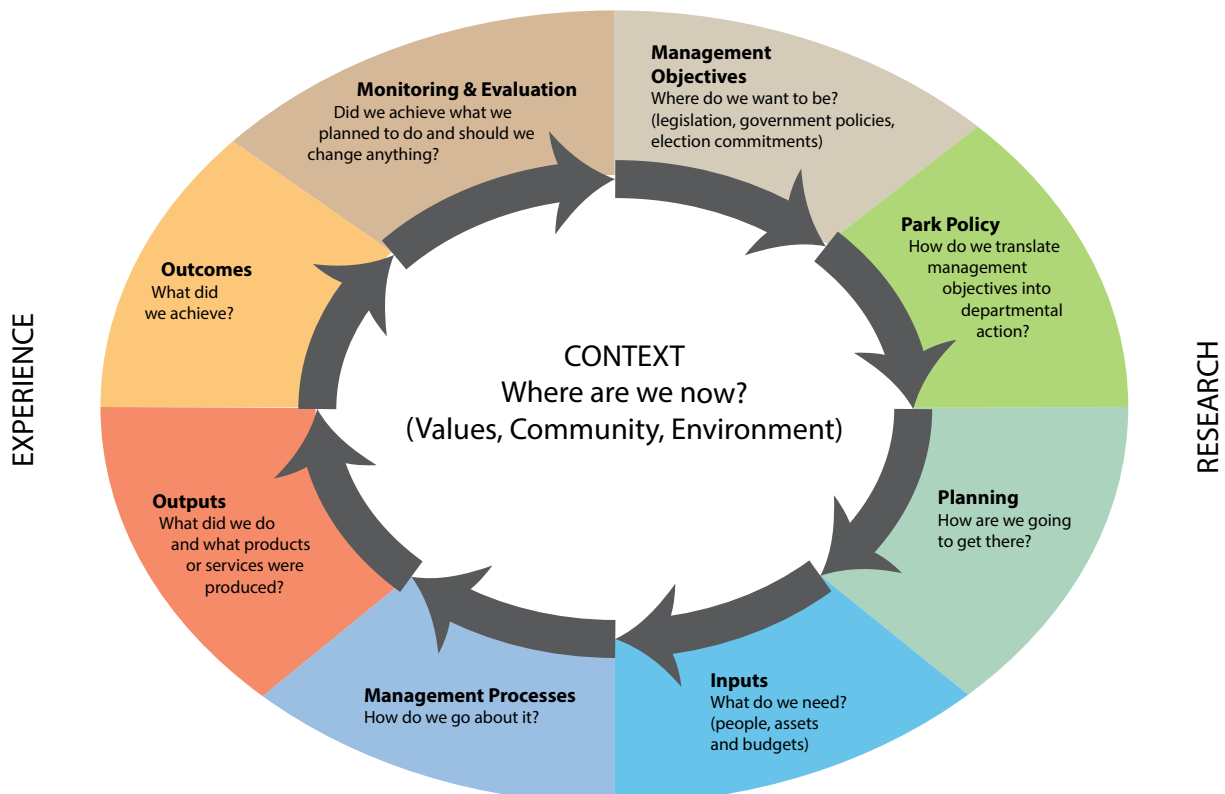 Management
Objectives
Where do we want to be?
(legislation, government policies,
election commitments)
Park Policy
How do we translate
management
objectives into
departmental
action?
Planning
How are we going
to get there?
Inputs
What do we need?
(people, assets
and budgets)
Management Processes
How do we go about it?
Outputs
What did we do
and what products
or services were
produced?
Outcomes
What did
we achieve?
Monitoring & Evaluation
Did we achieve what we
planned to do and should we
change anything?
CONTEXT
Where are we now?
(Values, Community, Environment)
EXPERIENCE
RESEARCH